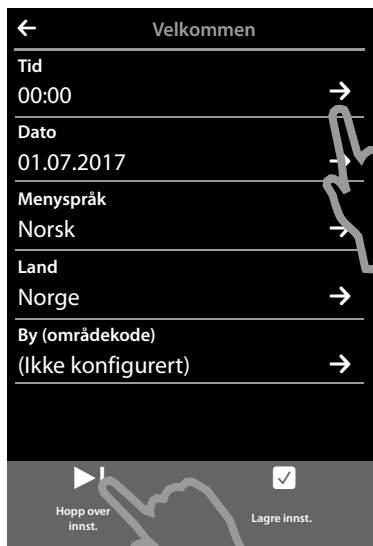 Velkommen
Tid
00:00
Dato
01.07.2017
Menyspråk
Norsk
Land
Norge
By (områdekode)
(Ikke konfigurert)
Hopp over
innst.
Lagre innst.